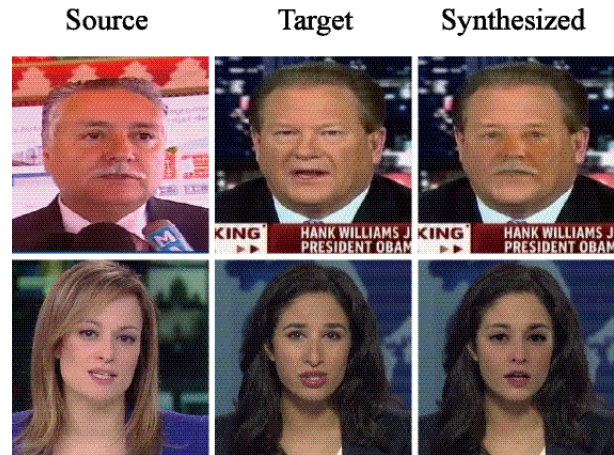 Source Target Synthesized
KING HANK WILLIAMS J KING HANK WILLIAMS J
PRESIDENT OBAM PRESIDENT OBAM